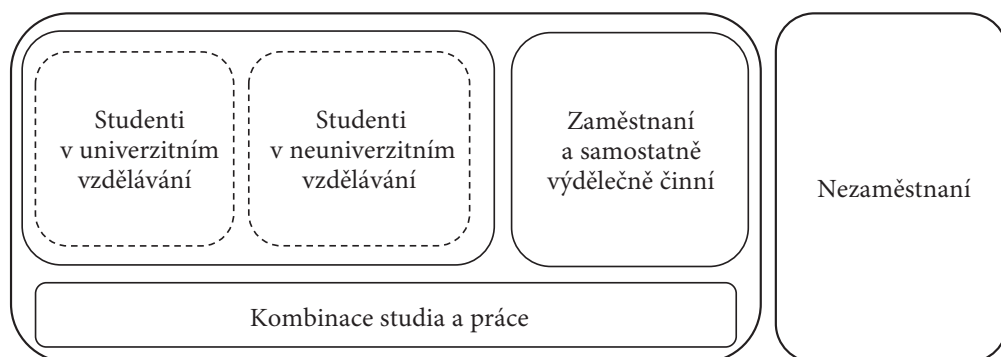 Studenti
v univerzitním
vzdělávání
Studenti
v neuniverzitním
vzdělávání
Zaměstnaní
a samostatně
výdělečně činní
Nezaměstnaní
Kombinace studia a práce